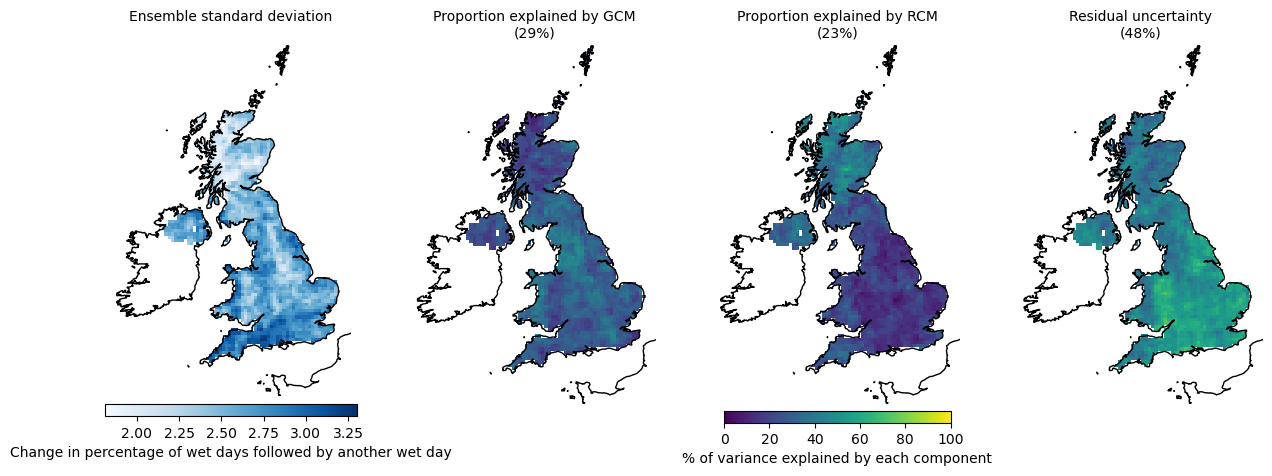 Ensemble standard deviation
Proportion explained by GCM
(29%)
Proportion explained by RCM
(23%)
Residual uncertainty
(48%)
2.00 2.25 2.50 2.75 3.00 3.25
Change in percentage of wet days followed by another wet day
0 20 40 60 80 100
% of variance explained by each component